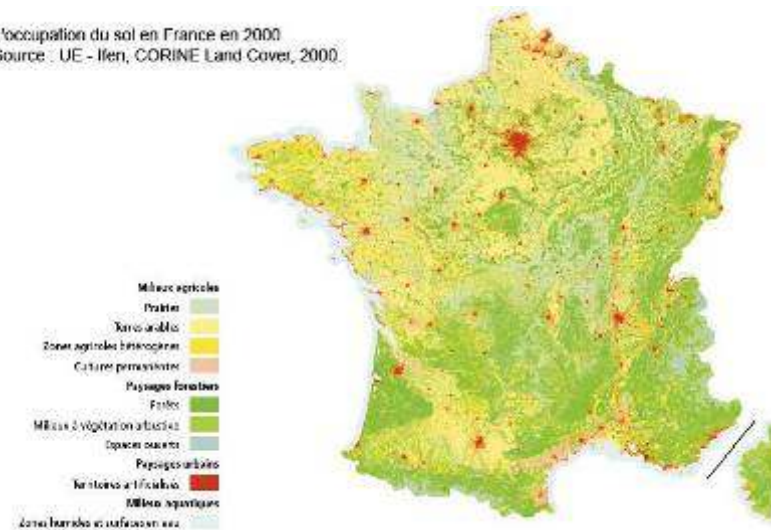 'occupation du sol en France en 2000
Source : UE - Ifen, CORINE Land Cover, 2000.
Milieux agricoles
Prairies
Terres arables
Zones agricoles hétérogènes
Cultures permanentes
Paysages forestiers
Forêts
Milieux à végétation arbustive
Espaces ouverts
Paysages urbains
Territoires artificialisés
Milieux aquatiques
Zones humides et surfaces en eau